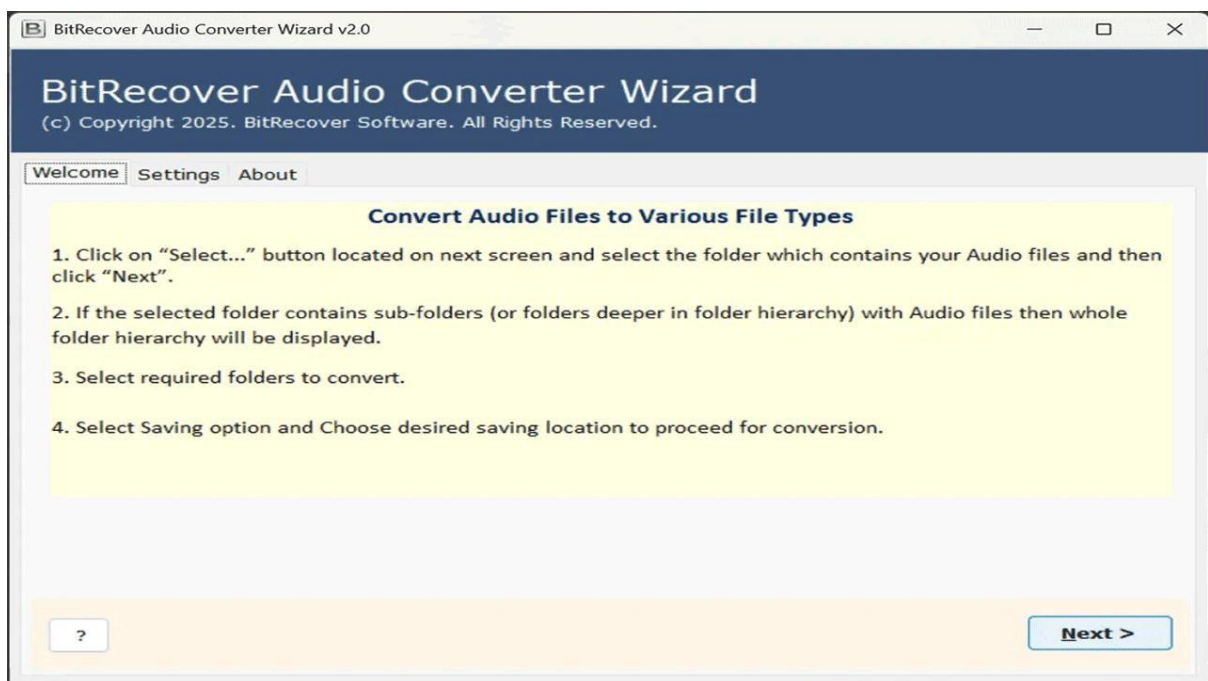 BitRecover Audio Converter Wizard v2.0
BitRecover Audio Converter Wizard
(c) Copyright 2025. BitRecover Software. All Rights Reserved.
Welcome Settings About
Convert Audio Files to Various File Types
1. Click on “Select...” button located on next screen and select the folder which contains your Audio files and then
click “Next”.
2. If the selected folder contains sub-folders (or folders deeper in folder hierarchy) with Audio files then whole
folder hierarchy will be displayed.
3. Select required folders to convert.
4. Select Saving option and Choose desired saving location to proceed for conversion.
? Next >